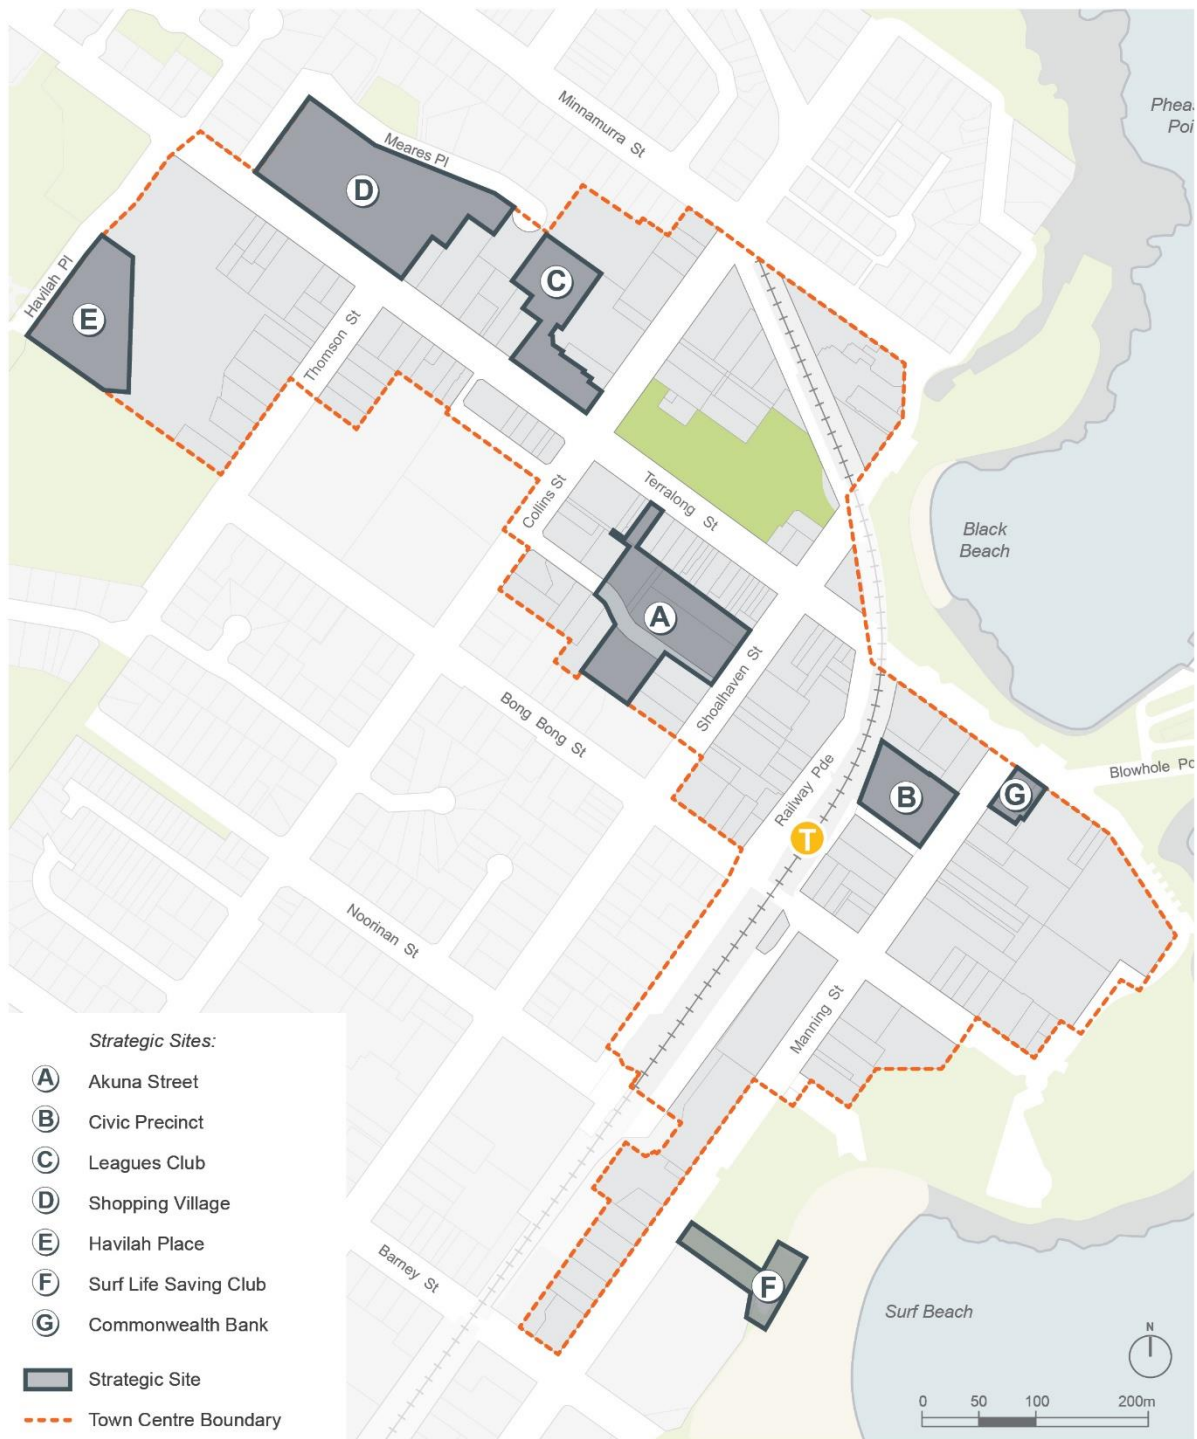 Minnamurra St
Pheas
Poi
Meares Pl
D
C
Havilah Pl
E
Thomson St
Collins St
Terralong St
Black
Beach
A
Shoalhaven St
Bong Bong St
Railway Pde
Blowhole Po
B
G
T
Noorinan St
Manning St
Barney St
F
Surf Beach
Strategic Sites:
A Akuna Street
B Civic Precinct
C Leagues Club
D Shopping Village
E Havilah Place
F Surf Life Saving Club
G Commonwealth Bank
Strategic Site
Town Centre Boundary
N
0 50 100 200m